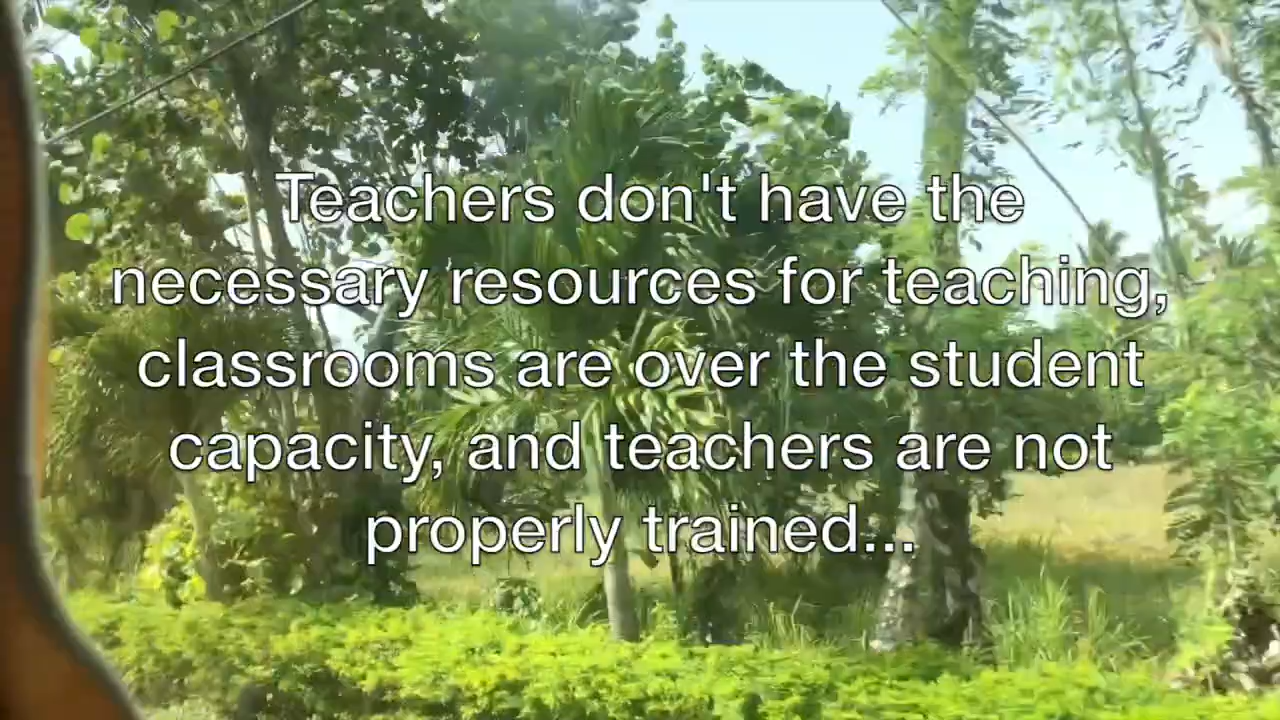 Teachers don't have the
necessary resources for teaching,
classrooms are over the student
capacity, and teachers are not
properly trained...